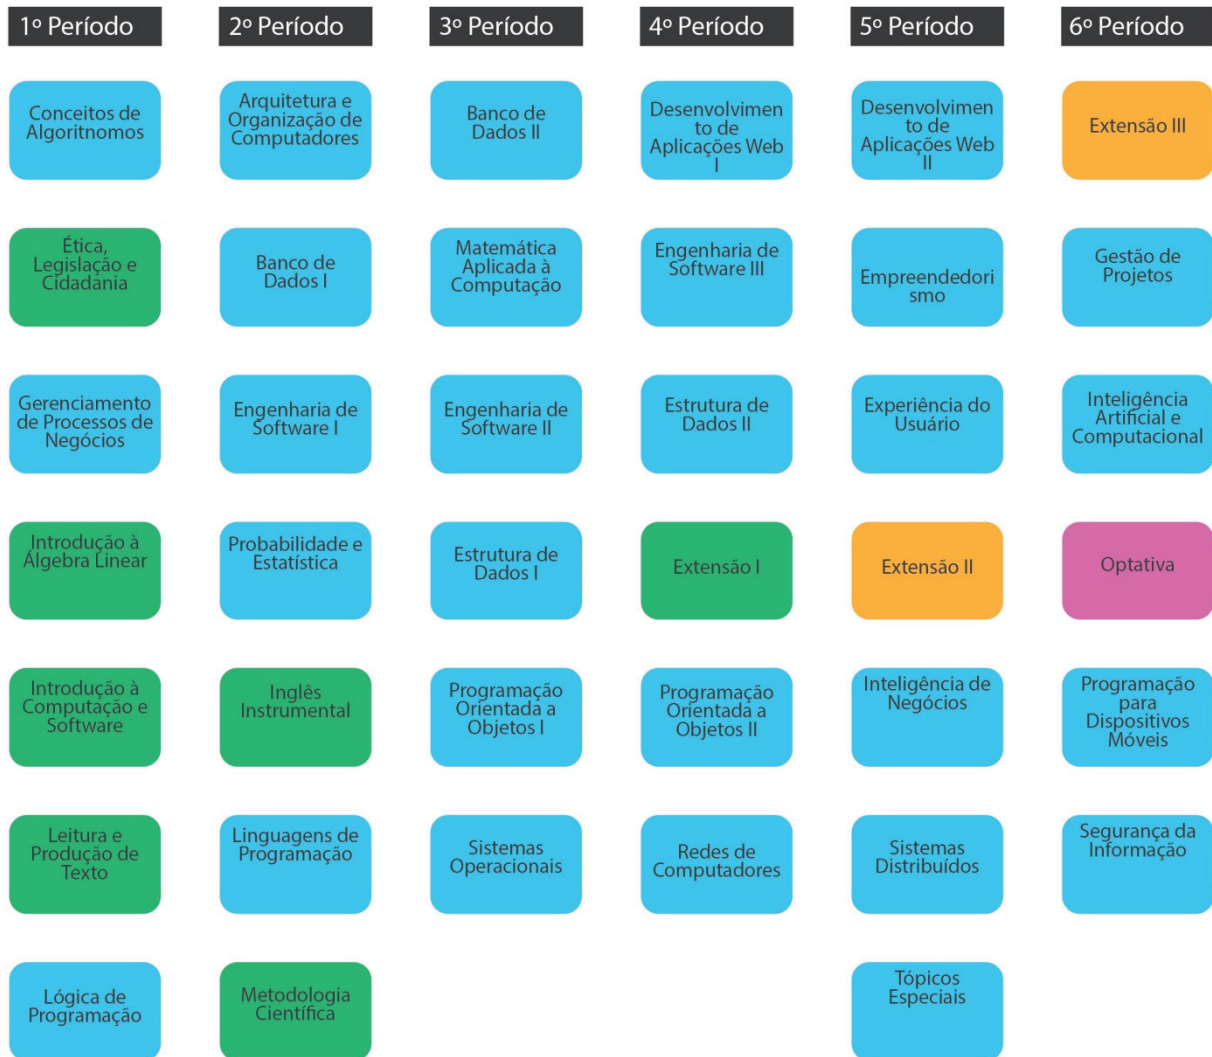 1º Período
2º Período
3º Período
4º Período
5º Período
6º Período
Conceitos de
Algoritnomos
Arquitetura e
Organização de
Computadores
Banco de
Dados II
Desenvolvimen
to de
Aplicações Web
I
Desenvolvimen
to de
Aplicações Web
II
Extensão III
Ética,
Legislação e
Cidadania
Banco de
Dados I
Matemática
Aplicada à
Computação
Engenharia de
Software III
Empreendedori
smo
Gestão de
Projetos
Gerenciamento
de Processos de
Negócios
Engenharia de
Software I
Engenharia de
Software II
Estrutura de
Dados II
Experiência do
Usuário
Inteligência
Artificial e
Computacional
Introdução à
Álgebra Linear
Probabilidade e
Estatística
Estrutura de
Dados I
Extensão I
Extensão II
Optativa
Introdução à
Computação e
Software
Inglês
Instrumental
Programação
Orientada a
Objetos I
Programação
Orientada a
Objetos II
Inteligência de
Negócios
Programação
para
Dispositivos
Móveis
Leitura e
Produção de
Texto
Linguagens de
Programação
Sistemas
Operacionais
Redes de
Computadores
Sistemas
Distribuídos
Segurança da
Informação
Lógica de
Programação
Metodologia
Científica
Tópicos
Especiais